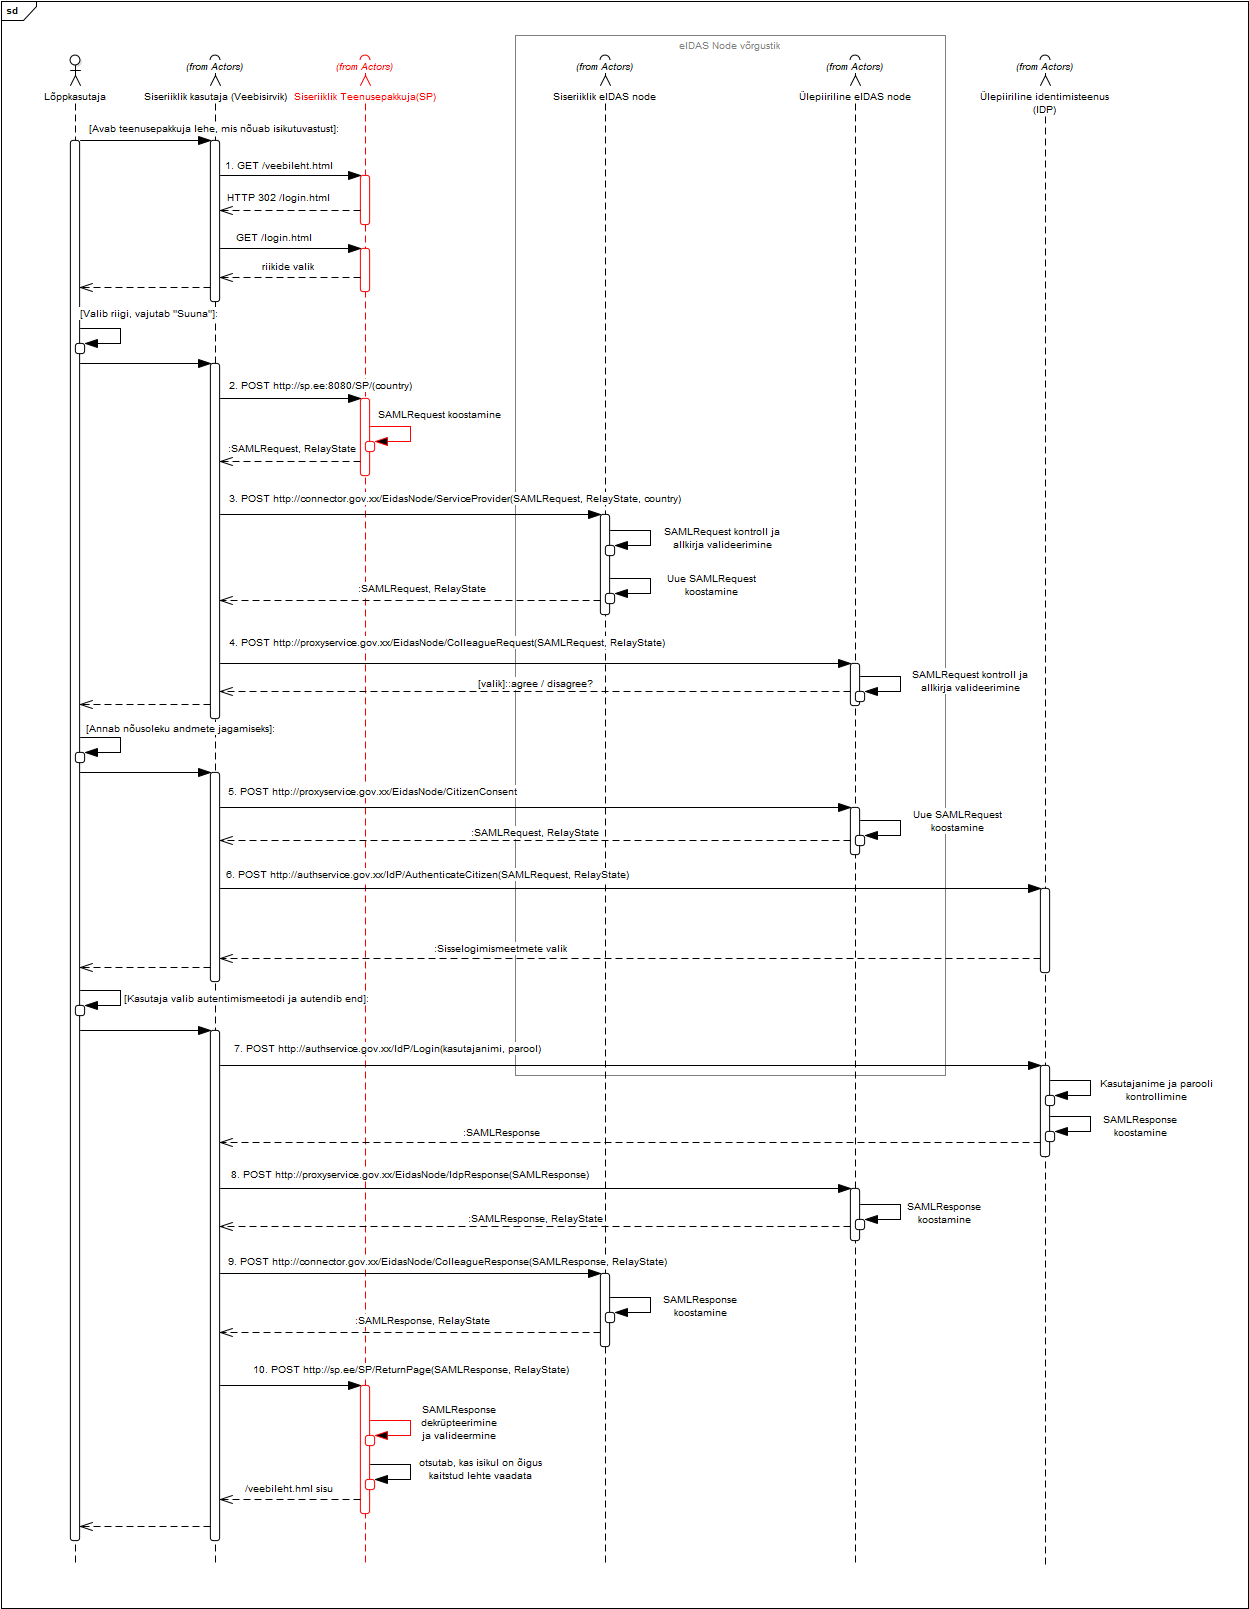 sd
eIDAS Node võrgustik
(from Actors)
(from Actors)
(from Actors)
(from Actors)
(from Actors)
Lõppkasutaja
Siseriiklik kasutaja (Veebisirvik)
Siseriiklik Teenusepakkuja(SP)
Siseriiklik eIDAS node
Ülepiiriline eIDAS node
Ülepiiriline identimisteenus
(IDP)
[Avab teenusepakkuja lehe, mis nõuab isikutuvastust]:
1. GET /veebileht.html
HTTP 302 /login.html
GET /login.html
riikide valik
[Valib riigi, vajutab "Suuna"]:
2. POST http://sp.ee:8080/SP/(country)
SAMLRequest koostamine
:SAMLRequest, RelayState
3. POST http://connector.gov.xx/EidasNode/ServiceProvider(SAMLRequest, RelayState, country)
SAMLRequest kontroll ja
allkirja valideerimine
Uue SAMLRequest
koostamine
:SAMLRequest, RelayState
4. POST http://proxyservice.gov.xx/EidasNode/ColleagueRequest(SAMLRequest, RelayState)
SAMLRequest kontroll ja
allkirja valideerimine
[valik]::agree / disagree?
[Annab nõusoleku andmete jagamiseks]:
5. POST http://proxyservice.gov.xx/EidasNode/CitizenConsent
Uue SAMLRequest
koostamine
:SAMLRequest, RelayState
6. POST http://authservice.gov.xx/IdP/AuthenticateCitizen(SAMLRequest, RelayState)
:Sisselogimismeetmete valik
[Kasutaja valib autentimismeetodi ja autendib end]:
7. POST http://authservice.gov.xx/IdP/Login(kasutajanimi, parool)
Kasutajanime ja parooli
kontrollimine
SAMLResponse
koostamine
:SAMLResponse
8. POST http://proxyservice.gov.xx/EidasNode/IdpResponse(SAMLResponse)
SAMLResponse
koostamine
:SAMLResponse, RelayState
9. POST http://connector.gov.xx/EidasNode/ColleagueResponse(SAMLResponse, RelayState)
SAMLResponse
koostamine
:SAMLResponse, RelayState
10. POST http://sp.ee/SP/ReturnPage(SAMLResponse, RelayState)
SAMLResponse
dekrüpteerimine
ja valideermine
otsutab, kas isikul on õigus
kaitstud lehte vaadata
/veebileht.hml sisu